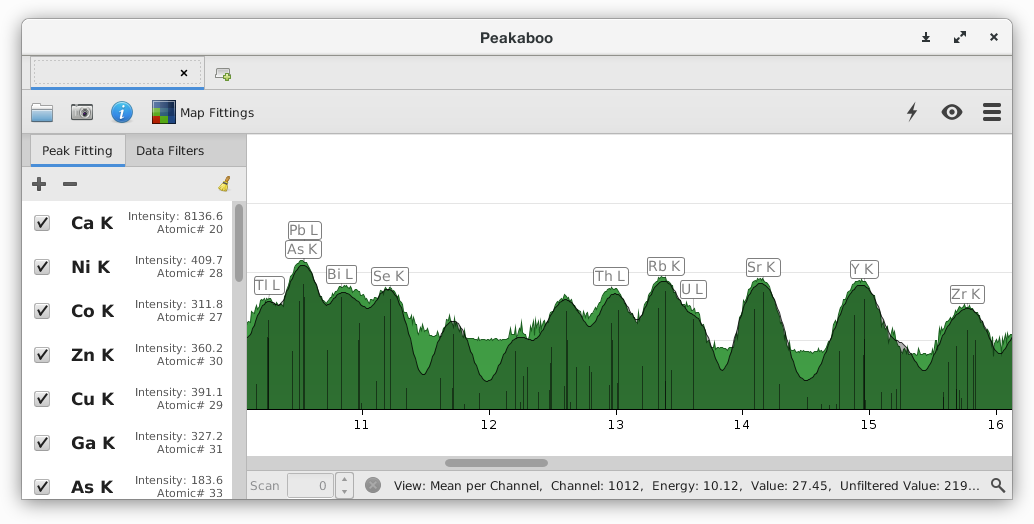 Peakaboo
Map Fittings
Peak Fitting Data Filters
Ca K Intensity: 8136.6
Atomic# 20
Ni K Intensity: 409.7
Atomic# 28
Co K Intensity: 311.8
Atomic# 27
Zn K Intensity: 360.2
Atomic# 30
Cu K Intensity: 391.1
Atomic# 29
Ga K Intensity: 327.2
Atomic# 31
As K Intensity: 183.6
Atomic# 33
Pb L
As K
Tl L
Bi L
Se K
Th L
Rb K
U L
Sr K
Y K
Zr K
11 12 13 14 15 16
Scan 0 View: Mean per Channel, Channel: 1012, Energy: 10.12, Value: 27.45, Unfiltered Value: 219...